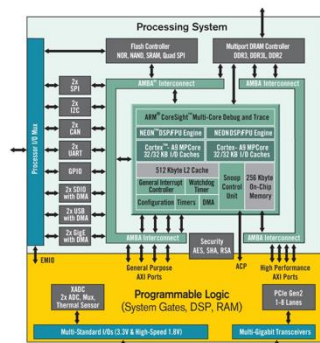 Processing System
Flash Controller
NOR, NAND, SRAM, Quad SPI
Multiport DRAM Controller
DDR3, DDR3L, DDR2
AMBA® Interconnect
AMBA® Interconnect
Processor I/O Mux
2x
SPI
2x
I2C
2x
CAN
2x
UART
GPIO
2x SDIO
with DMA
2x USB
with DMA
2x GigE
with DMA
EMIO
ARM® CoreSight™ Multi-Core Debug and Trace
NEON™ DSP/FPU Engine
NEON™ DSP/FPU Engine
Cortex™- A9 MPCore
32/32 KB I/D Caches
Cortex- A9 MPCore
32/32 KB I/D Caches
512 Kbyte L2 Cache
General Interrupt
Controller
Watchdog
Timer
Configuration
Timers
DMA
Snoop
Control
Unit
256 Kbyte
On-Chip
Memory
AMBA Interconnect
Security
AES, SHA, RSA
AMBA Interconnect
General Purpose
AXI Ports
ACP
High Performance
AXI Ports
XADC
2x ADC, Mux,
Thermal Sensor
Programmable Logic
(System Gates, DSP, RAM)
PCIe Gen2
1-8 Lanes
Multi-Standard I/Os (3.3V & High-Speed 1.8V)
Multi-Gigabit Transceivers